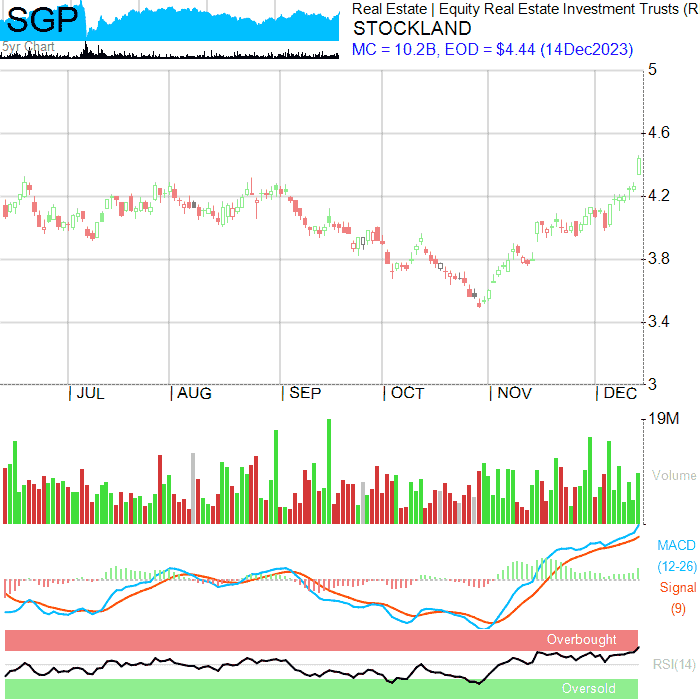 SGP
5yr Chart
Real Estate | Equity Real Estate Investment Trusts (R
STOCKLAND
MC = 10.2B, EOD = $4.44 (14Dec2023)
5
4.6
4.2
3.8
3.4
3
| JUL | AUG | SEP | OCT | NOV | DEC
19M
Volume
MACD
(12-26)
Signal
(9)
Overbought
RSI(14)
Oversold